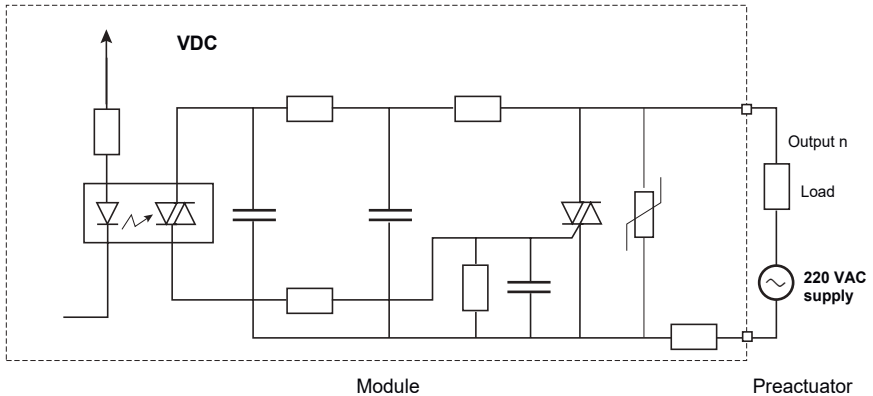 VDC
Output n
Load
220 VAC
supply
Module
Preactuator